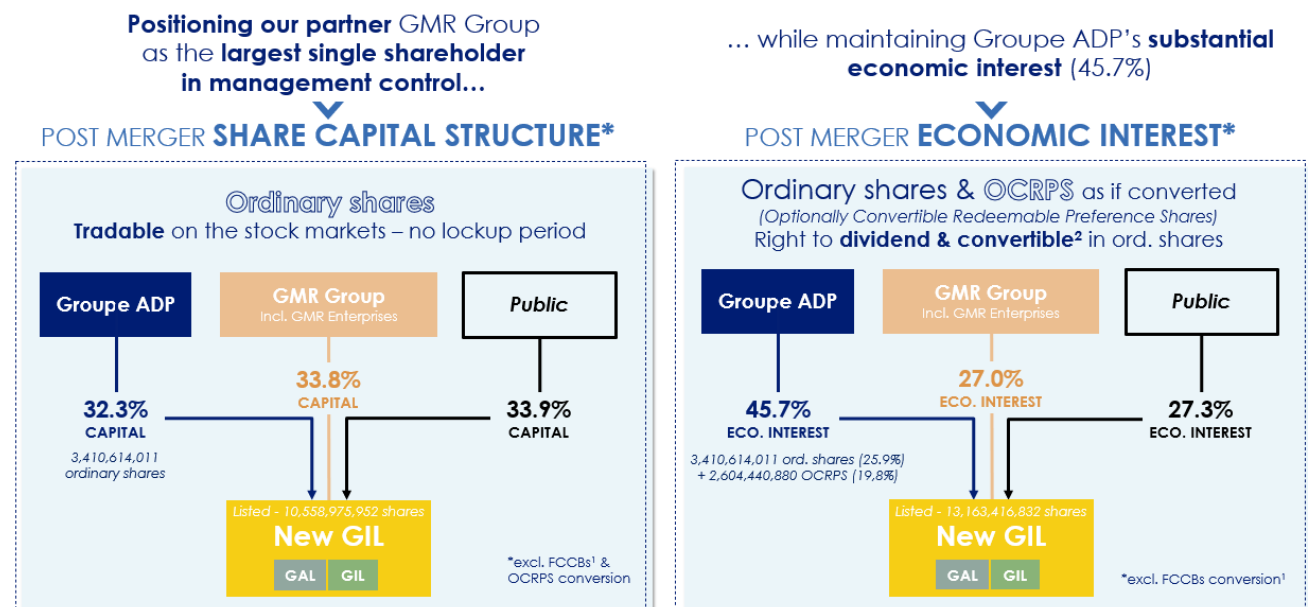 Positioning our partner GMR Group
as the largest single shareholder
in management control…
POST MERGER SHARE CAPITAL STRUCTURE*
Ordinary shares
Tradable on the stock markets – no lockup period
Groupe ADP
GMR Group
Incl. GMR Enterprises
Public
33.8%
CAPITAL
32.3%
CAPITAL
3,410,614,011
ordinary shares
33.9%
CAPITAL
Listed - 10,558,975,952 shares
New GIL
GAL
GIL
*excl. FCCBs¹ &
OCRPS conversion
… while maintaining Groupe ADP’s substantial
economic interest (45.7%)
POST MERGER ECONOMIC INTEREST*
Ordinary shares & OCRPS as if converted
(Optionally Convertible Redeemable Preference Shares)
Right to dividend & convertible² in ord. shares
Groupe ADP
GMR Group
Incl. GMR Enterprises
Public
27.0%
ECO. INTEREST
45.7%
ECO. INTEREST
3,410,614,011 ord. shares (25.9%)
+ 2,604,440,880 OCRPS (19,8%)
27.3%
ECO. INTEREST
Listed - 13,163,416,832 shares
New GIL
GAL
GIL
*excl. FCCBs conversion¹